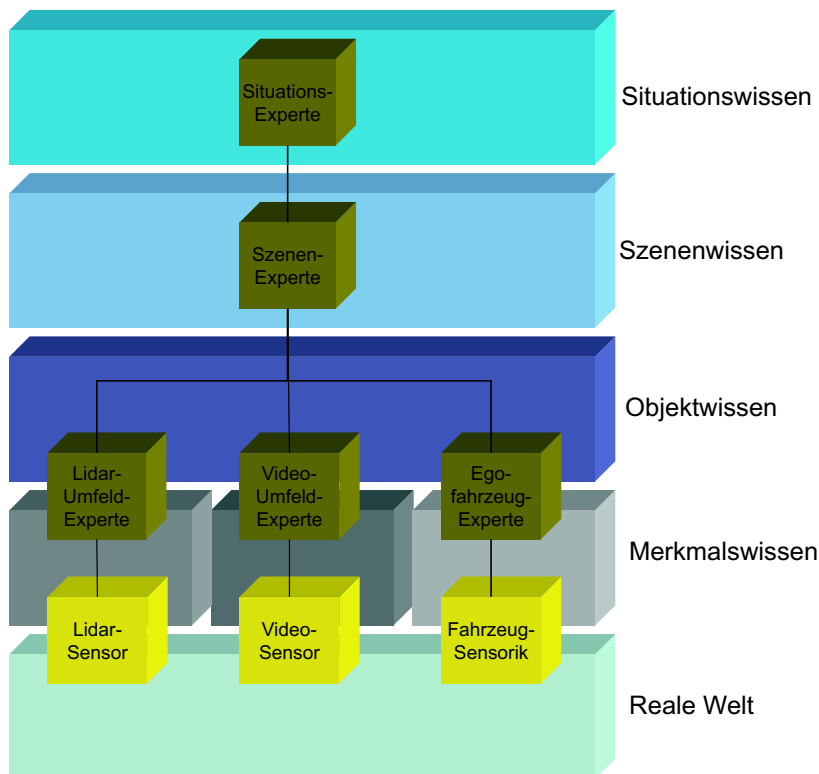 Situations-
Experte
Situationswissen
Szenen-
Experte
Szenenwissen
Objektwissen
Lidar-
Umfeld-
Experte
Video-
Umfeld-
Experte
Ego-
fahrzeug-
Experte
Merkmalswissen
Lidar-
Sensor
Video-
Sensor
Fahrzeug-
Sensorik
Reale Welt